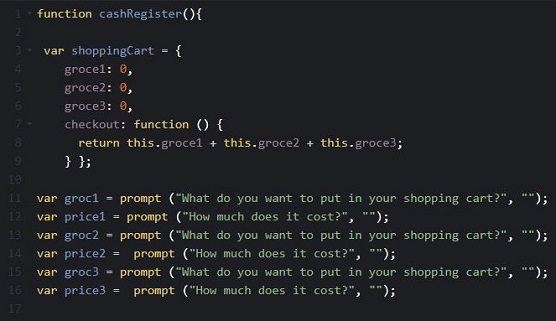 1 function cashRegister(){
2
3 var shoppingCart = {
4 groce1: 0,
5 groce2: 0,
6 groce3: 0,
7 checkout: function () {
8 return this.groce1 + this.groce2 + this.groce3;
9 } };
10
11 var groc1 = prompt ("What do you want to put in your shopping cart?", "");
12 var price1 = prompt ("How much does it cost?", "");
13 var groc2 = prompt ("What do you want to put in your shopping cart?", "");
14 var price2 =  prompt ("How much does it cost?", "");
15 var groc3 = prompt ("What do you want to put in your shopping cart?", "");
16 var price3 =  prompt ("How much does it cost?", "");
17